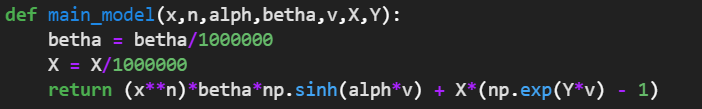 def main_model(x,n,alph,betha,v,X,Y):
    betha = betha/1000000
    X = X/1000000
    return (x**n)*betha*np.sinh(alph*v) + X*(np.exp(Y*v) - 1)